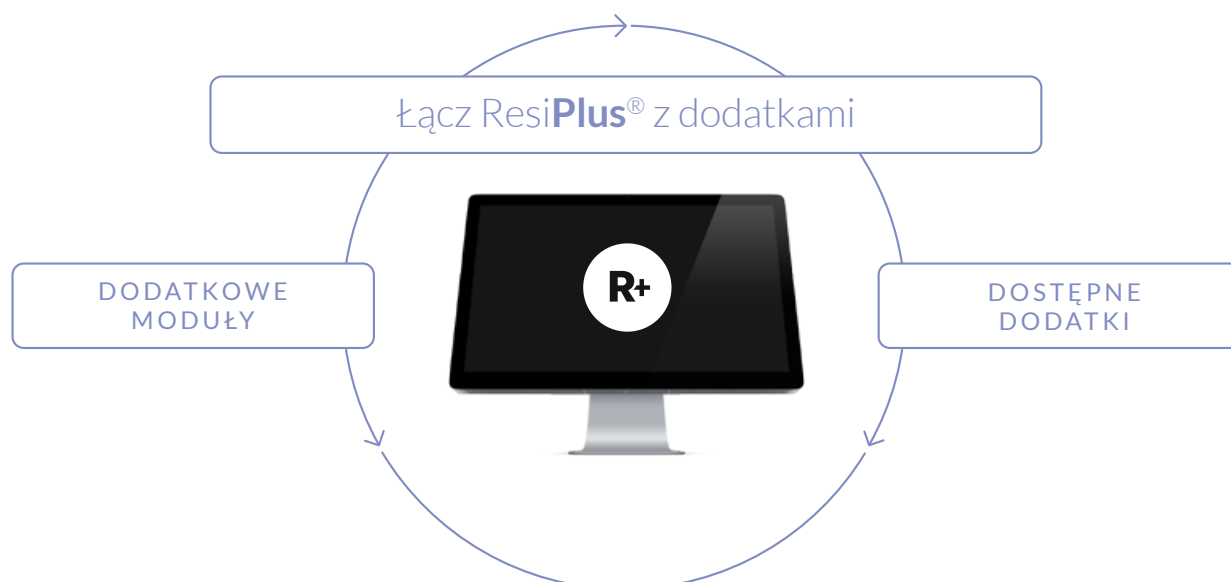 Łącz ResiPlus® z dodatkami
DODATKOWE
MODUŁY
R+
DOSTĘPNE
DODATKI